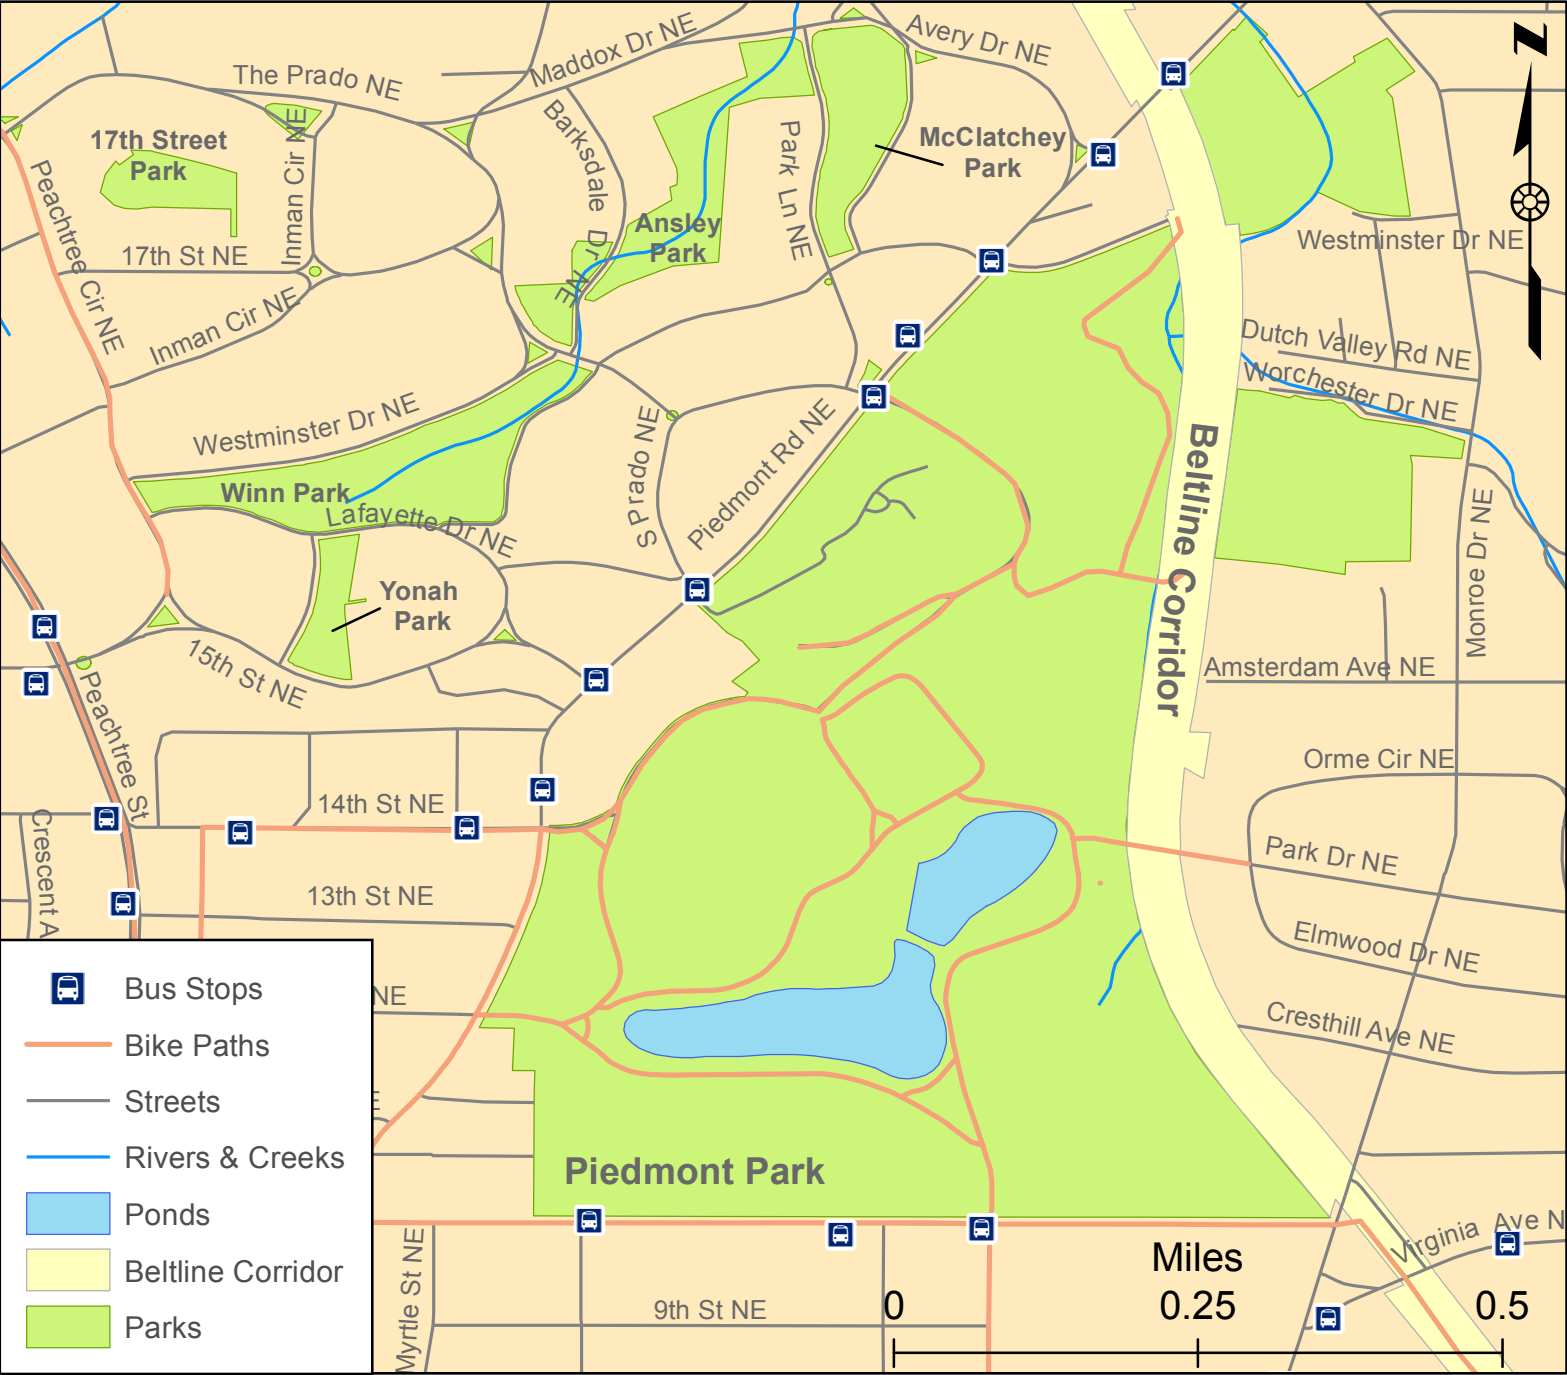 Maddox Dr NE
Avery Dr NE
The Prado NE
N
17th Street
Park
Inman Cir NE
Barksdale Dr NE
Park Ln NE
McClatchey
Park
Peachtree Cir NE
Ansley
Park
17th St NE
Westminster Dr NE
Inman Cir NE
Dutch Valley Rd NE
Worchester Dr NE
Westminster Dr NE
S Prado NE
Piedmont Rd NE
Beltline Corridor
Winn Park
Lafayette Dr NE
Monroe Dr NE
Yonah
Park
15th St NE
Amsterdam Ave NE
Peachtree St
Orme Cir NE
14th St NE
Crescent A
Park Dr NE
13th St NE
Elmwood Dr NE
NE
Cresthill Ave NE
E
Piedmont Park
Virginia Ave N
Myrtle St NE
9th St NE
Bus Stops
Bike Paths
Streets
Rivers & Creeks
Ponds
Beltline Corridor
Parks
Miles
0 0.25 0.5